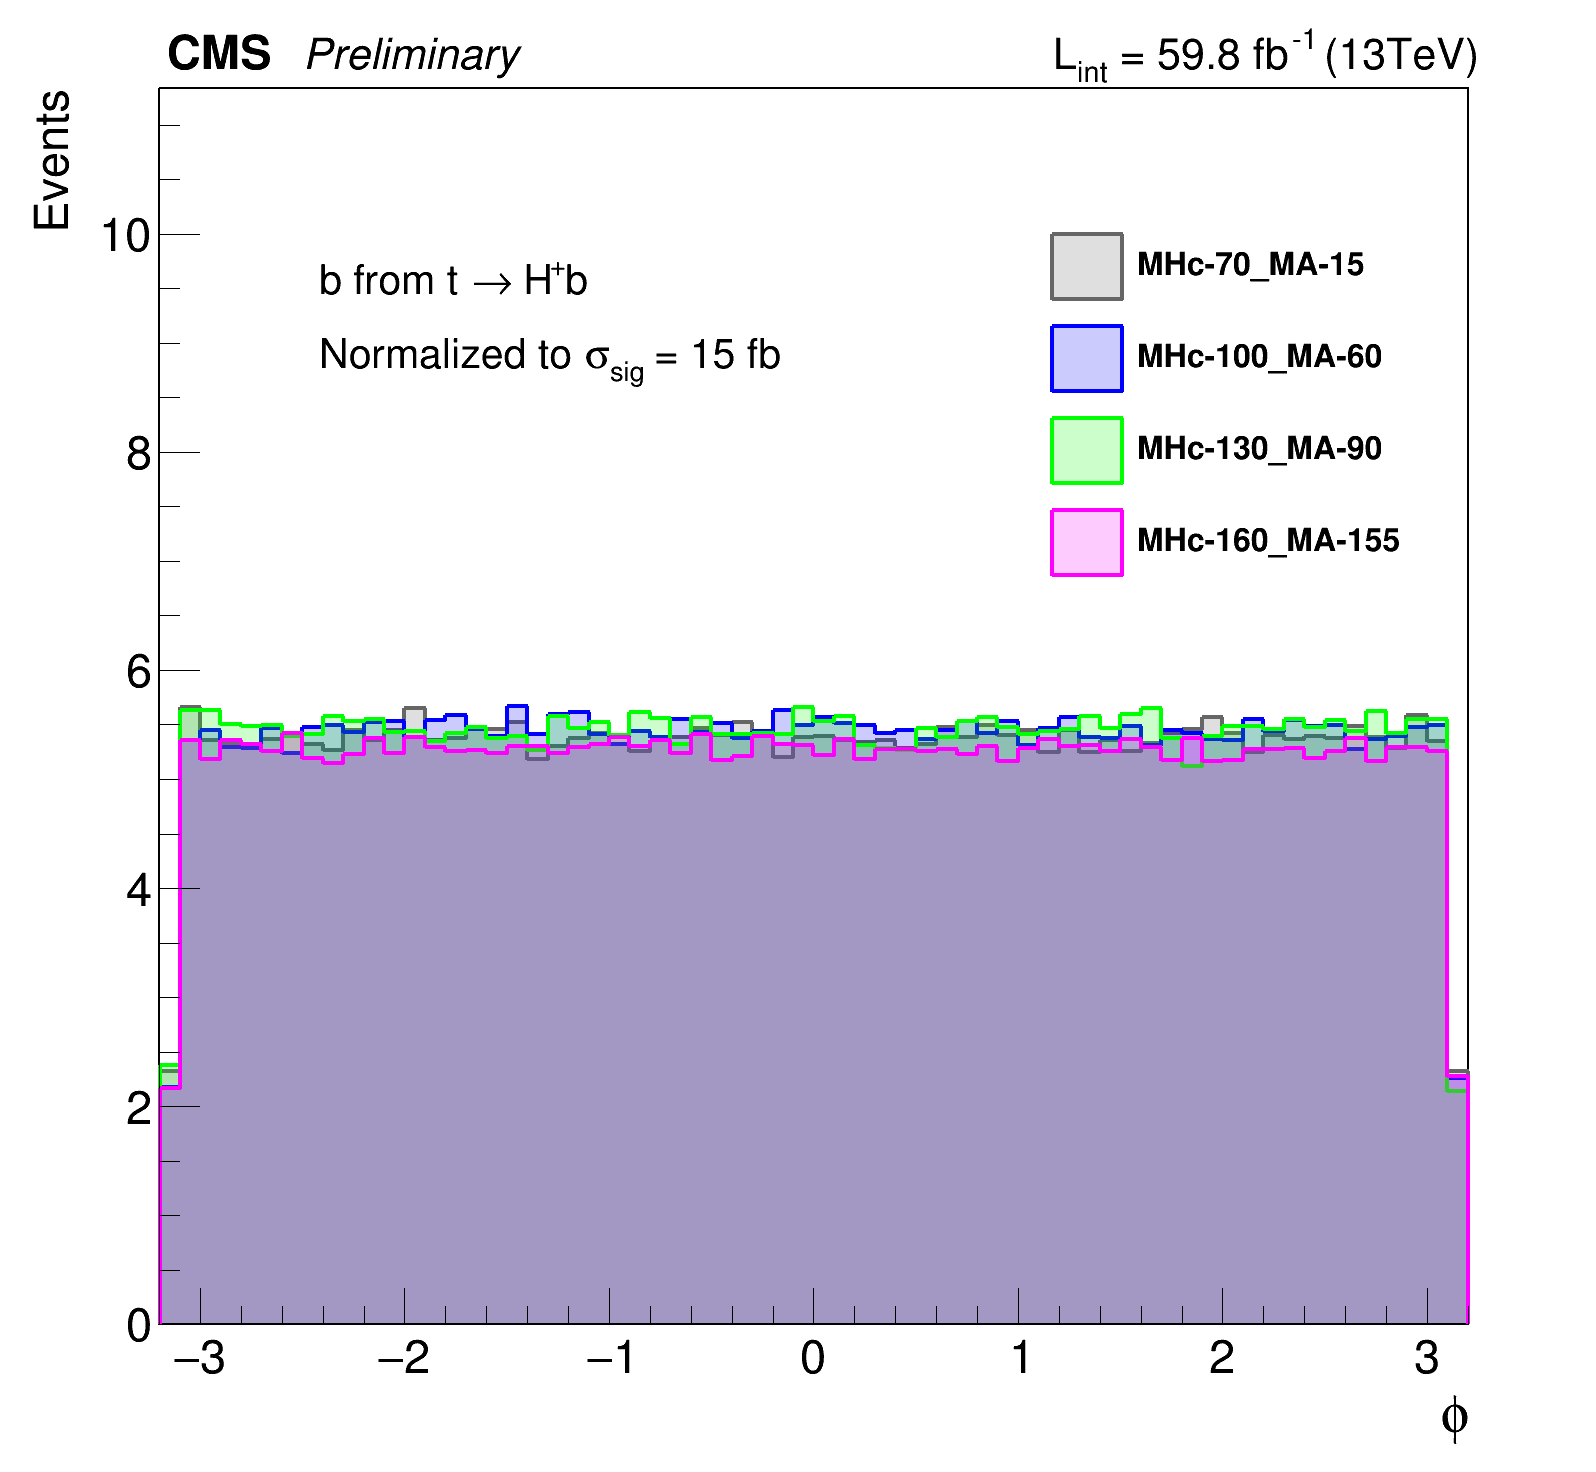 CMS Preliminary L_int = 59.8 fb⁻¹ (13TeV)
Events
10
8
6
4
2
0
b from t → H⁺b
Normalized to σ_sig = 15 fb
MHc-70_MA-15
MHc-100_MA-60
MHc-130_MA-90
MHc-160_MA-155
−3 −2 −1 0 1 2 3
ϕ